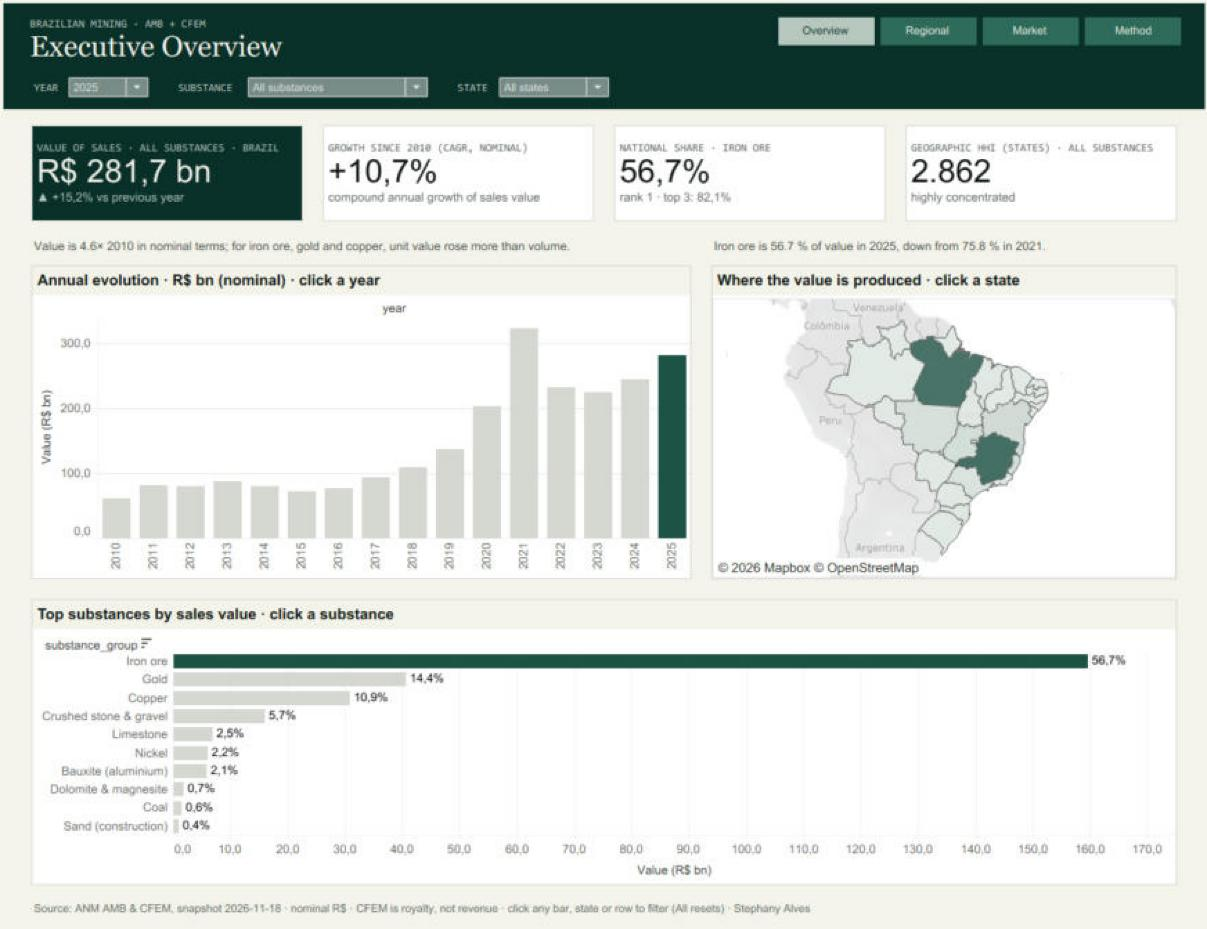 BRAZILIAN MINING · AMB + CFEM
Executive Overview
Overview
Regional
Market
Method
YEAR 2025
SUBSTANCE All substances
STATE All states
VALUE OF SALES · ALL SUBSTANCES · BRAZIL
R$ 281,7 bn
▲ +15,2% vs previous year
GROWTH SINCE 2010 (CAGR, NOMINAL)
+10,7%
compound annual growth of sales value
NATIONAL SHARE · IRON ORE
56,7%
rank 1 · top 3: 82,1%
GEOGRAPHIC HHI (STATES) · ALL SUBSTANCES
2.862
highly concentrated
Value is 4.6× 2010 in nominal terms; for iron ore, gold and copper, unit value rose more than volume.
Iron ore is 56.7 % of value in 2025, down from 75.8 % in 2021.
Annual evolution · R$ bn (nominal) · click a year
year
Value (R$ bn)
300,0
200,0
100,0
0,0
2010 2011 2012 2013 2014 2015 2016 2017 2018 2019 2020 2021 2022 2023 2024 2025
Where the value is produced · click a state
Venezuela
Colômbia
Peru
Argentina
© 2026 Mapbox © OpenStreetMap
Top substances by sales value · click a substance
substance_group
Iron ore 56,7%
Gold 14,4%
Copper 10,9%
Crushed stone & gravel 5,7%
Limestone 2,5%
Nickel 2,2%
Bauxite (aluminium) 2,1%
Dolomite & magnesite 0,7%
Coal 0,6%
Sand (construction) 0,4%
0,0 10,0 20,0 30,0 40,0 50,0 60,0 70,0 80,0 90,0 100,0 110,0 120,0 130,0 140,0 150,0 160,0 170,0
Value (R$ bn)
Source: ANM AMB & CFEM, snapshot 2026-11-18 · nominal R$ · CFEM is royalty, not revenue · click any bar, state or row to filter (All resets) · Stephany Alves